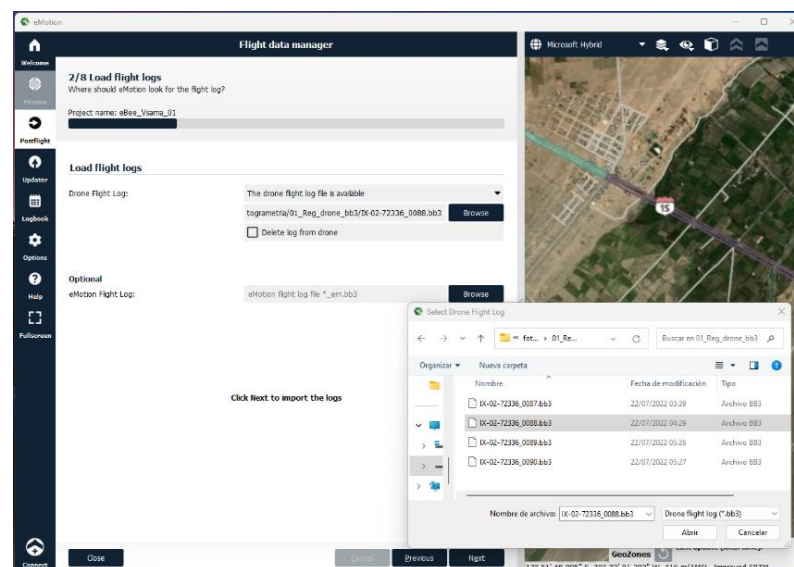 eMotion
Welcome
Mission
Postflight
Updater
Logbook
Options
Help
Fullscreen
Connect
Flight data manager
2/8 Load flight logs
Where should eMotion look for the flight log?
Project name: eBee_Vsama_01
Load flight logs
Drone Flight Log:
The drone flight log file is available
togrametria/01_Reg_drone_bb3/IX-02-72336_0088.bb3
Browse
Delete log from drone
Optional
eMotion Flight Log:
eMotion flight log file *_em.bb3
Browse
Click Next to import the logs
Close
Cancel
Previous
Next
Microsoft Hybrid
15
Select Drone Flight Log
« fot... › 01_Re...
Buscar en 01_Reg_drone_bb3
Organizar
Nueva carpeta
Nombre
Fecha de modificación
Tipo
IX-02-72336_0087.bb3
22/07/2022 03:39
Archivo BB3
IX-02-72336_0088.bb3
22/07/2022 04:29
Archivo BB3
IX-02-72336_0089.bb3
22/07/2022 05:26
Archivo BB3
IX-02-72336_0090.bb3
22/07/2022 05:27
Archivo BB3
Nombre de archivo:
IX-02-72336_0088.bb3
Drone flight log (*.bb3)
Abrir
Cancelar
GeoZones